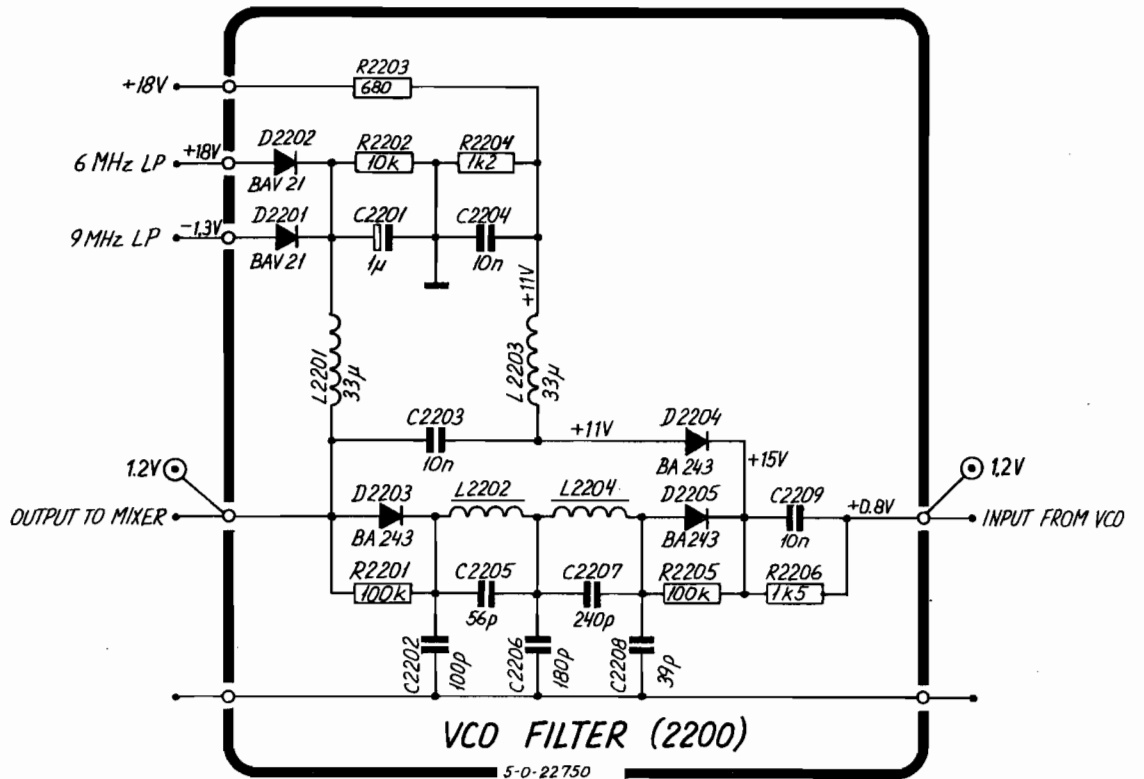 R2203
+18V
680
D2202
R2202
R2204
6 MHz LP
+18V
10k
1k2
BAV 21
D2201
C2201
C2204
9 MHz LP
-1.3V
BAV 21
1μ
10n
+11V
L2201
33μ
L2203
33μ
C2203
D2204
+11V
10n
BA 243
+15V
1.2V
1,2V
D2203
L2202
L2204
D2205
C2209
+0.8V
OUTPUT TO MIXER
INPUT FROM VCO
BA 243
BA243
10n
R2201
C2205
C2207
R2205
R2206
100k
100k
1k5
56p
240p
C2202
100p
C2206
180p
C2208
39p
VCO FILTER (2200)
5-0-22750